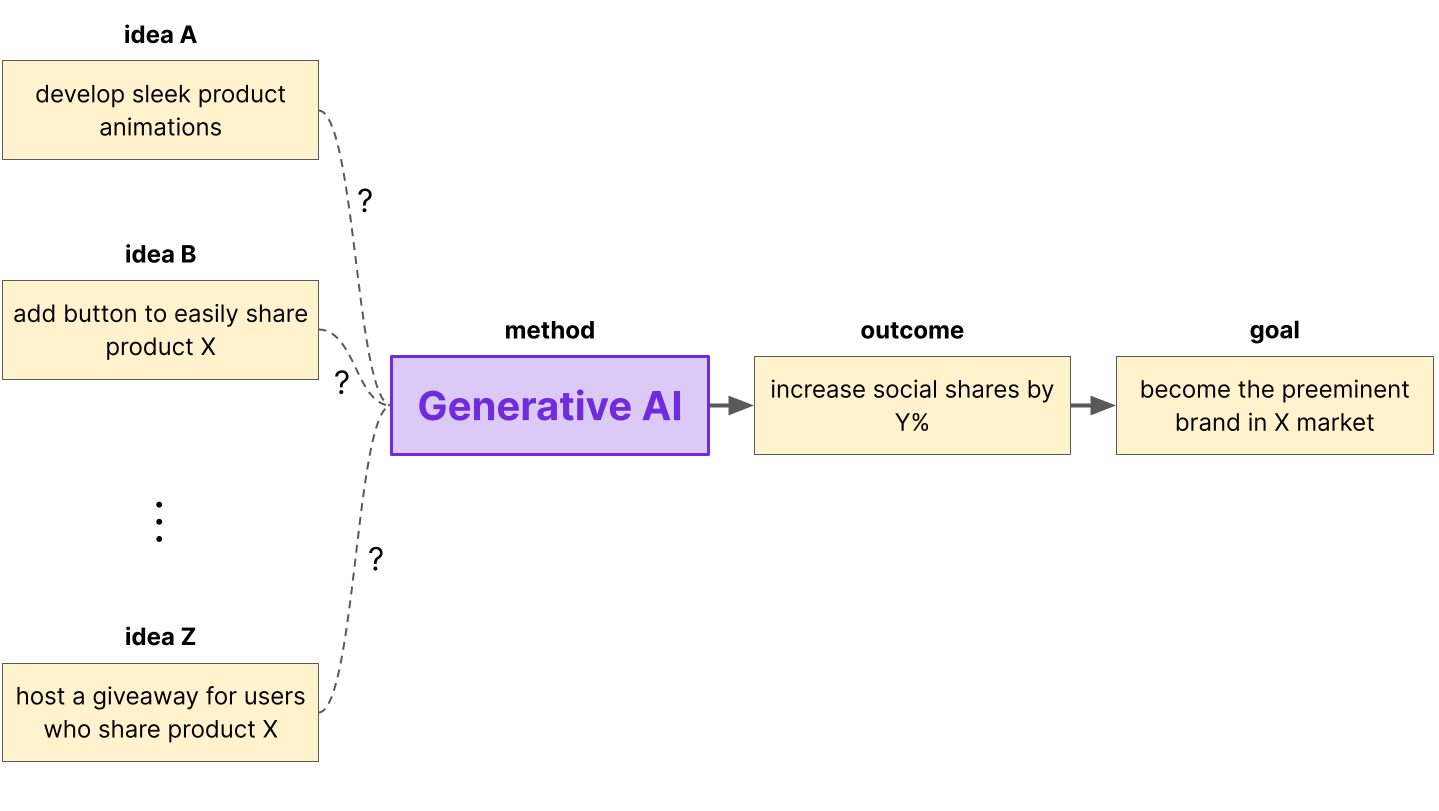 idea A
develop sleek product
animations
?
idea B
add button to easily share
product X
?
method
Generative AI
outcome
increase social shares by
Y%
goal
become the preeminent
brand in X market
?
idea Z
host a giveaway for users
who share product X